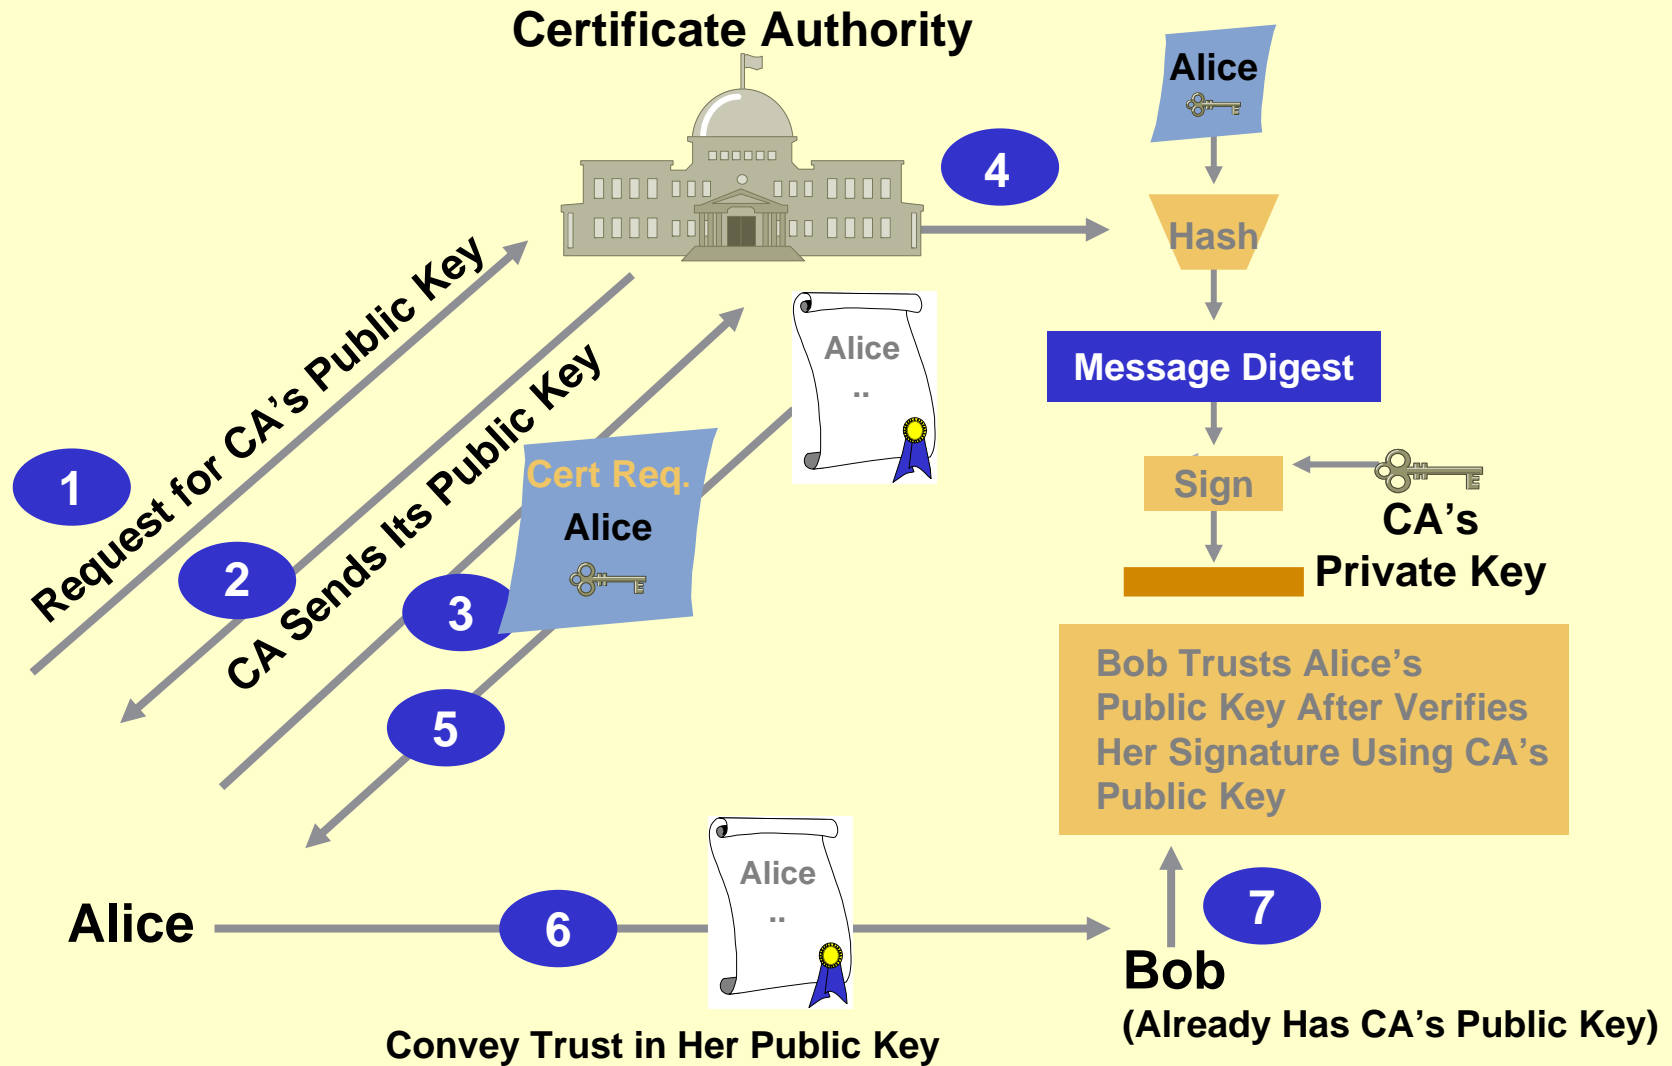 Certificate Authority
Alice
4
Hash
Request for CA's Public Key
1
CA Sends Its Public Key
2
Alice
..
Message Digest
Cert Req.
Alice
3
Sign
CA's
Private Key
5
Bob Trusts Alice's
Public Key After Verifies
Her Signature Using CA's
Public Key
Alice
6
Alice
..
7
Bob
(Already Has CA's Public Key)
Convey Trust in Her Public Key